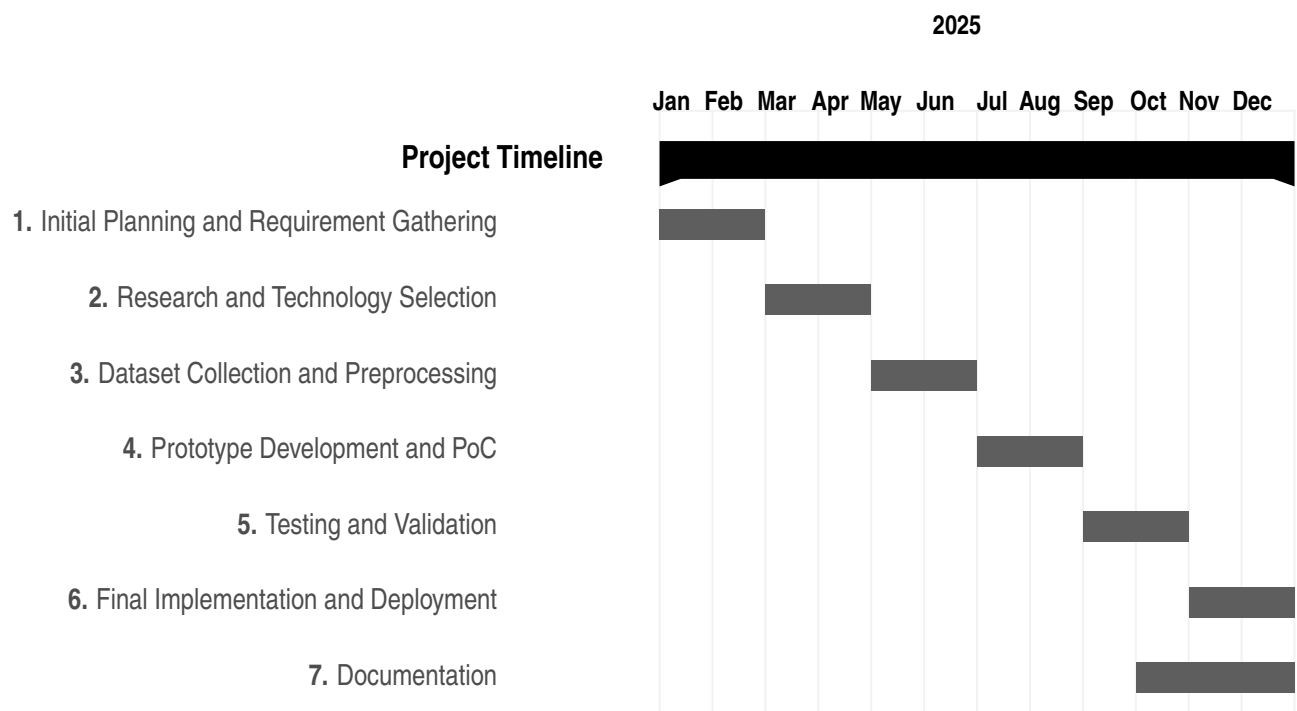 2025
Jan Feb Mar Apr May Jun Jul Aug Sep Oct Nov Dec
Project Timeline
1. Initial Planning and Requirement Gathering
2. Research and Technology Selection
3. Dataset Collection and Preprocessing
4. Prototype Development and PoC
5. Testing and Validation
6. Final Implementation and Deployment
7. Documentation